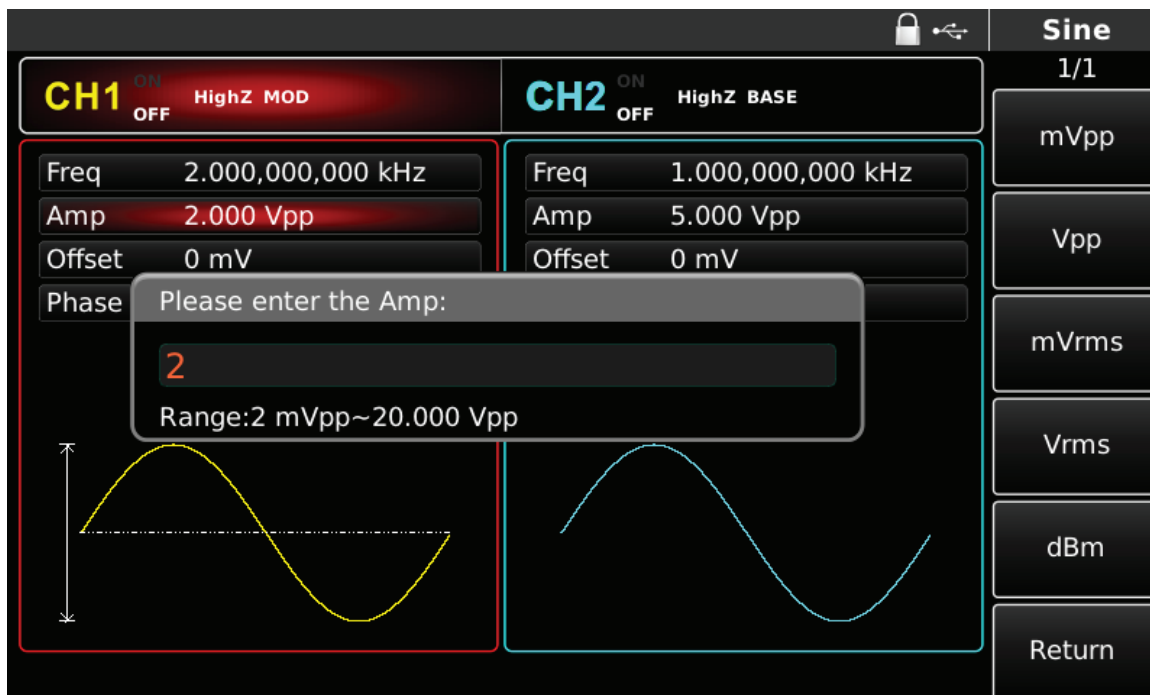 Sine
1/1
CH1 ON OFF HighZ MOD
CH2 ON OFF HighZ BASE
Freq 2.000,000,000 kHz
Amp 2.000 Vpp
Offset 0 mV
Phase
Freq 1.000,000,000 kHz
Amp 5.000 Vpp
Offset 0 mV
Please enter the Amp:
2
Range:2 mVpp~20.000 Vpp
mVpp
Vpp
mVrms
Vrms
dBm
Return